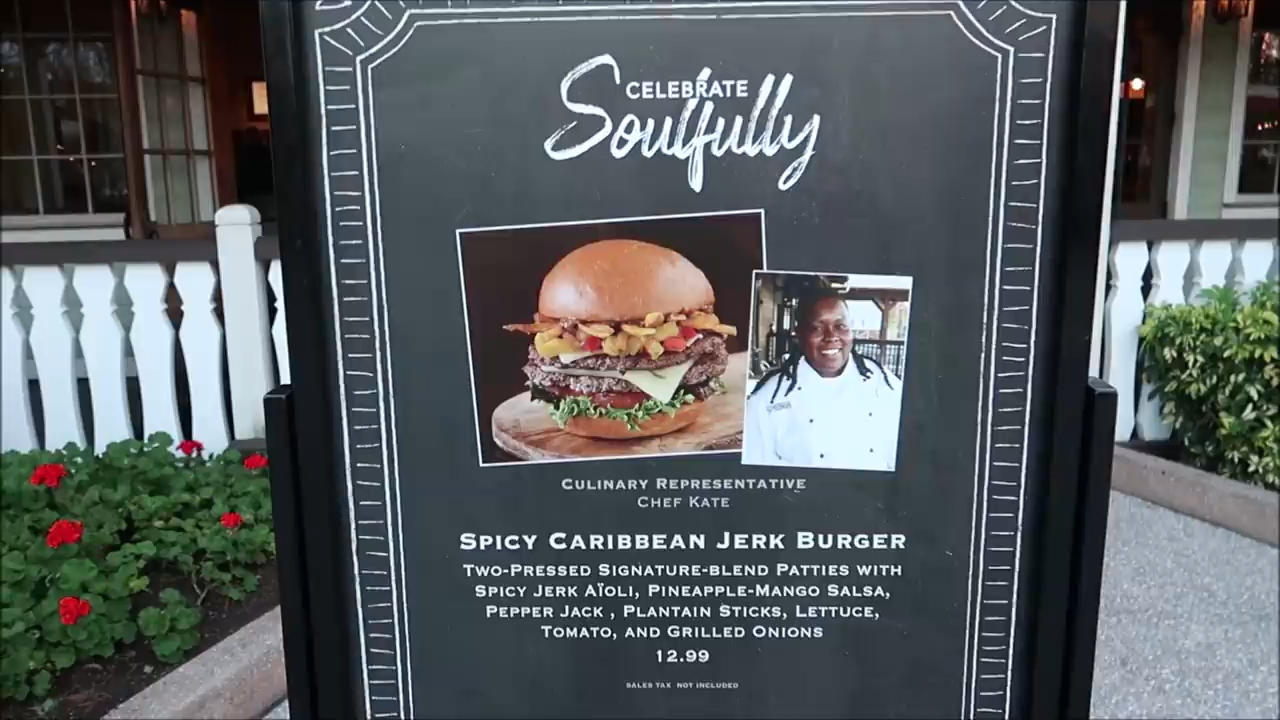 CELEBRATE
Soulfully
CULINARY REPRESENTATIVE
CHEF KATE
SPICY CARIBBEAN JERK BURGER
TWO-PRESSED SIGNATURE-BLEND PATTIES WITH
SPICY JERK AÏOLI, PINEAPPLE-MANGO SALSA,
PEPPER JACK , PLANTAIN STICKS, LETTUCE,
TOMATO, AND GRILLED ONIONS
12.99
SALES TAX NOT INCLUDED